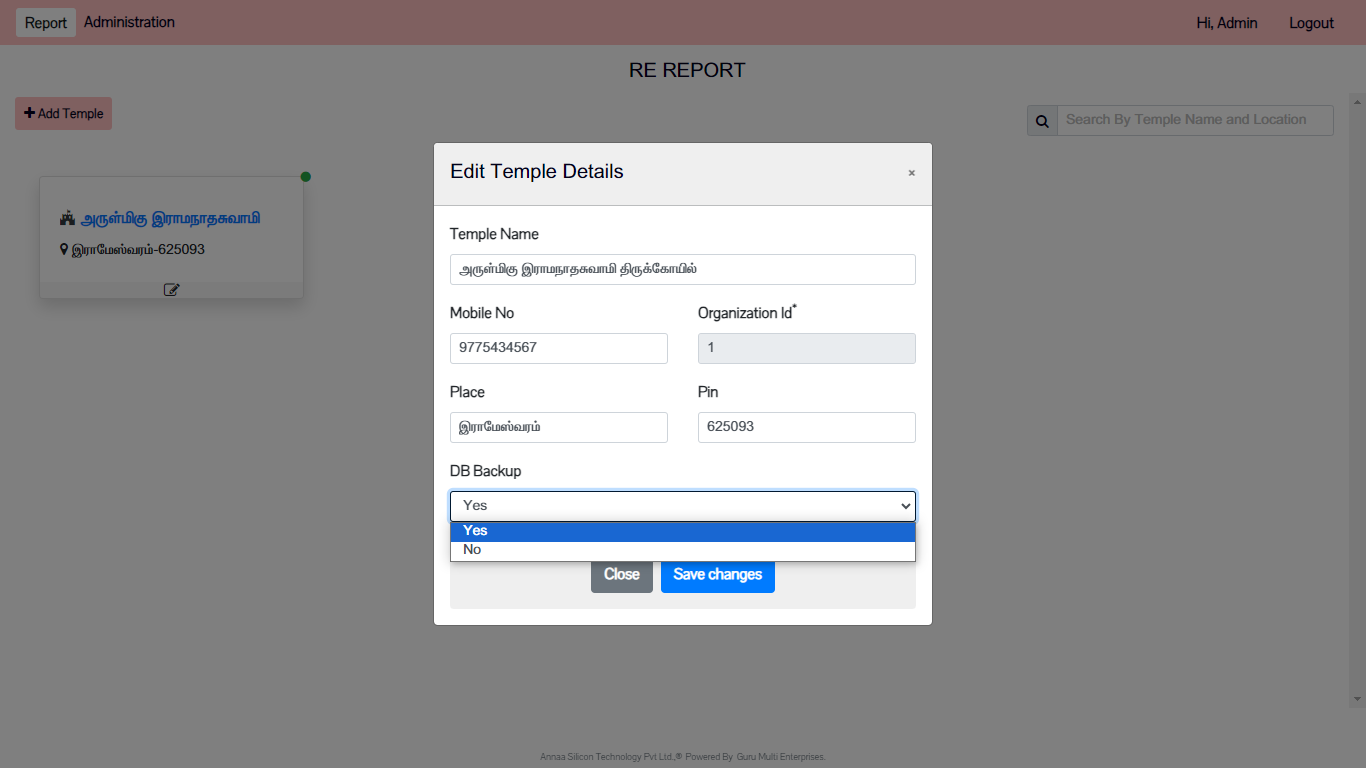 Report Administration Hi, Admin Logout
RE REPORT
Add Temple
Search By Temple Name and Location
Edit Temple Details
×
அருள்மிகு இராமநாதசுவாமி
இராமேஸ்வரம்-625093
Temple Name
அருள்மிகு இராமநாதசுவாமி திருக்கோயில்
Mobile No Organization Id*
9775434567 1
Place Pin
இராமேஸ்வரம் 625093
DB Backup
Yes
Yes
No
Close Save changes
Annaa Silicon Technology Pvt Ltd.,® Powered By Guru Multi Enterprises.